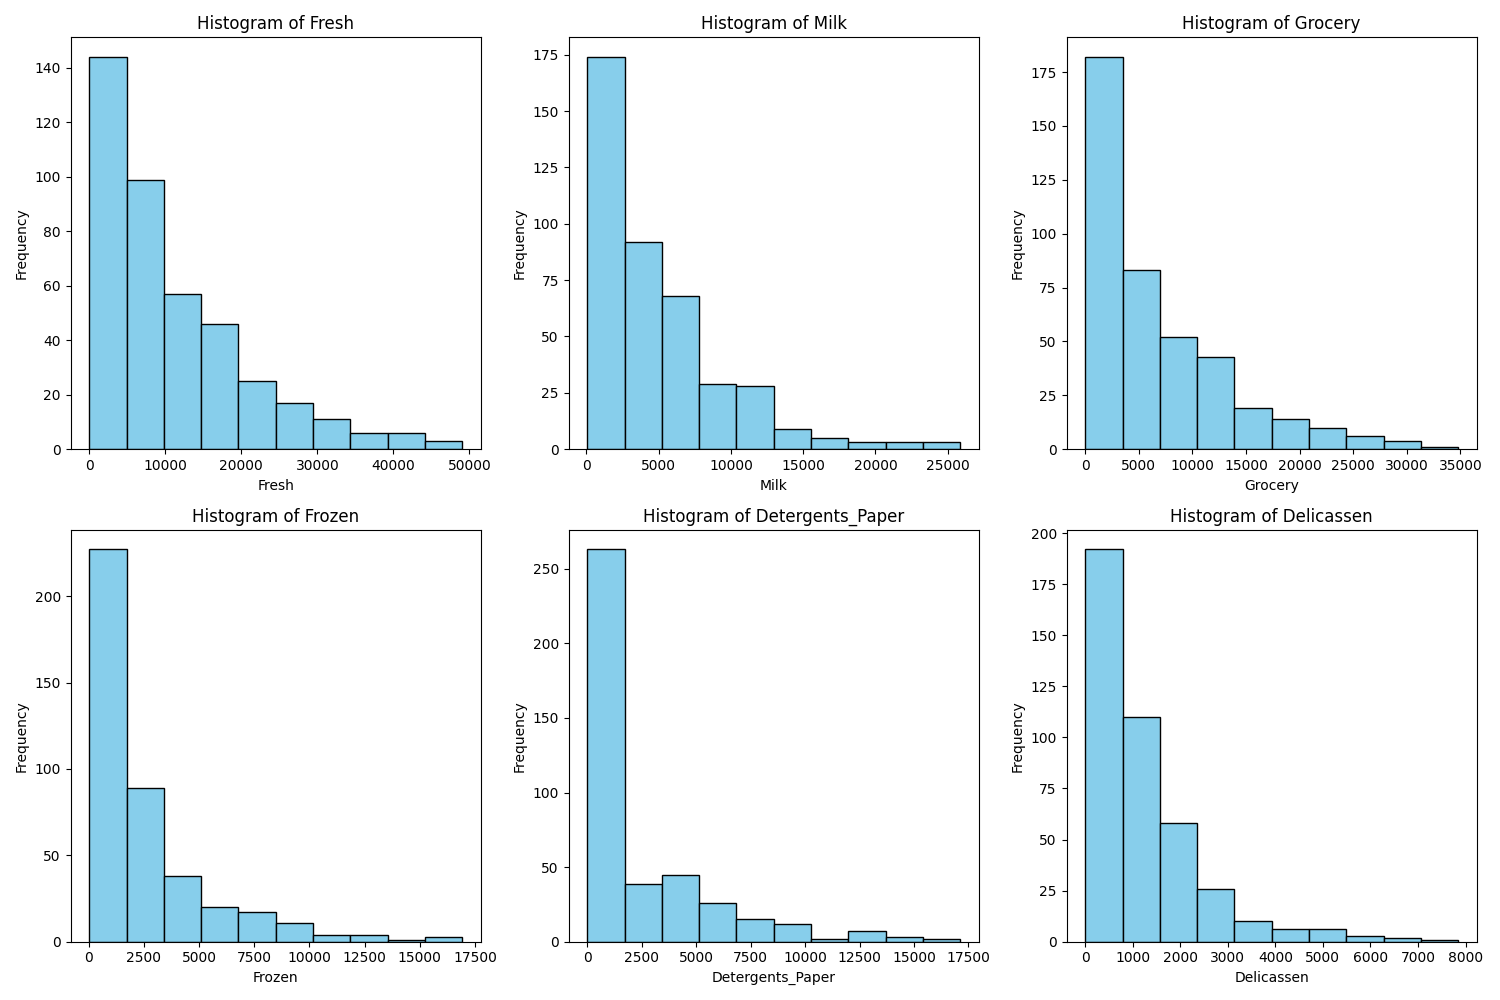 Histogram of Fresh
Frequency
140
120
100
80
60
40
20
0
0 10000 20000 30000 40000 50000
Fresh
Histogram of Milk
Frequency
175
150
125
100
75
50
25
0
0 5000 10000 15000 20000 25000
Milk
Histogram of Grocery
Frequency
175
150
125
100
75
50
25
0
0 5000 10000 15000 20000 25000 30000 35000
Grocery
Histogram of Frozen
Frequency
200
150
100
50
0
0 2500 5000 7500 10000 12500 15000 17500
Frozen
Histogram of Detergents_Paper
Frequency
250
200
150
100
50
0
0 2500 5000 7500 10000 12500 15000 17500
Detergents_Paper
Histogram of Delicassen
Frequency
200
175
150
125
100
75
50
25
0
0 1000 2000 3000 4000 5000 6000 7000 8000
Delicassen